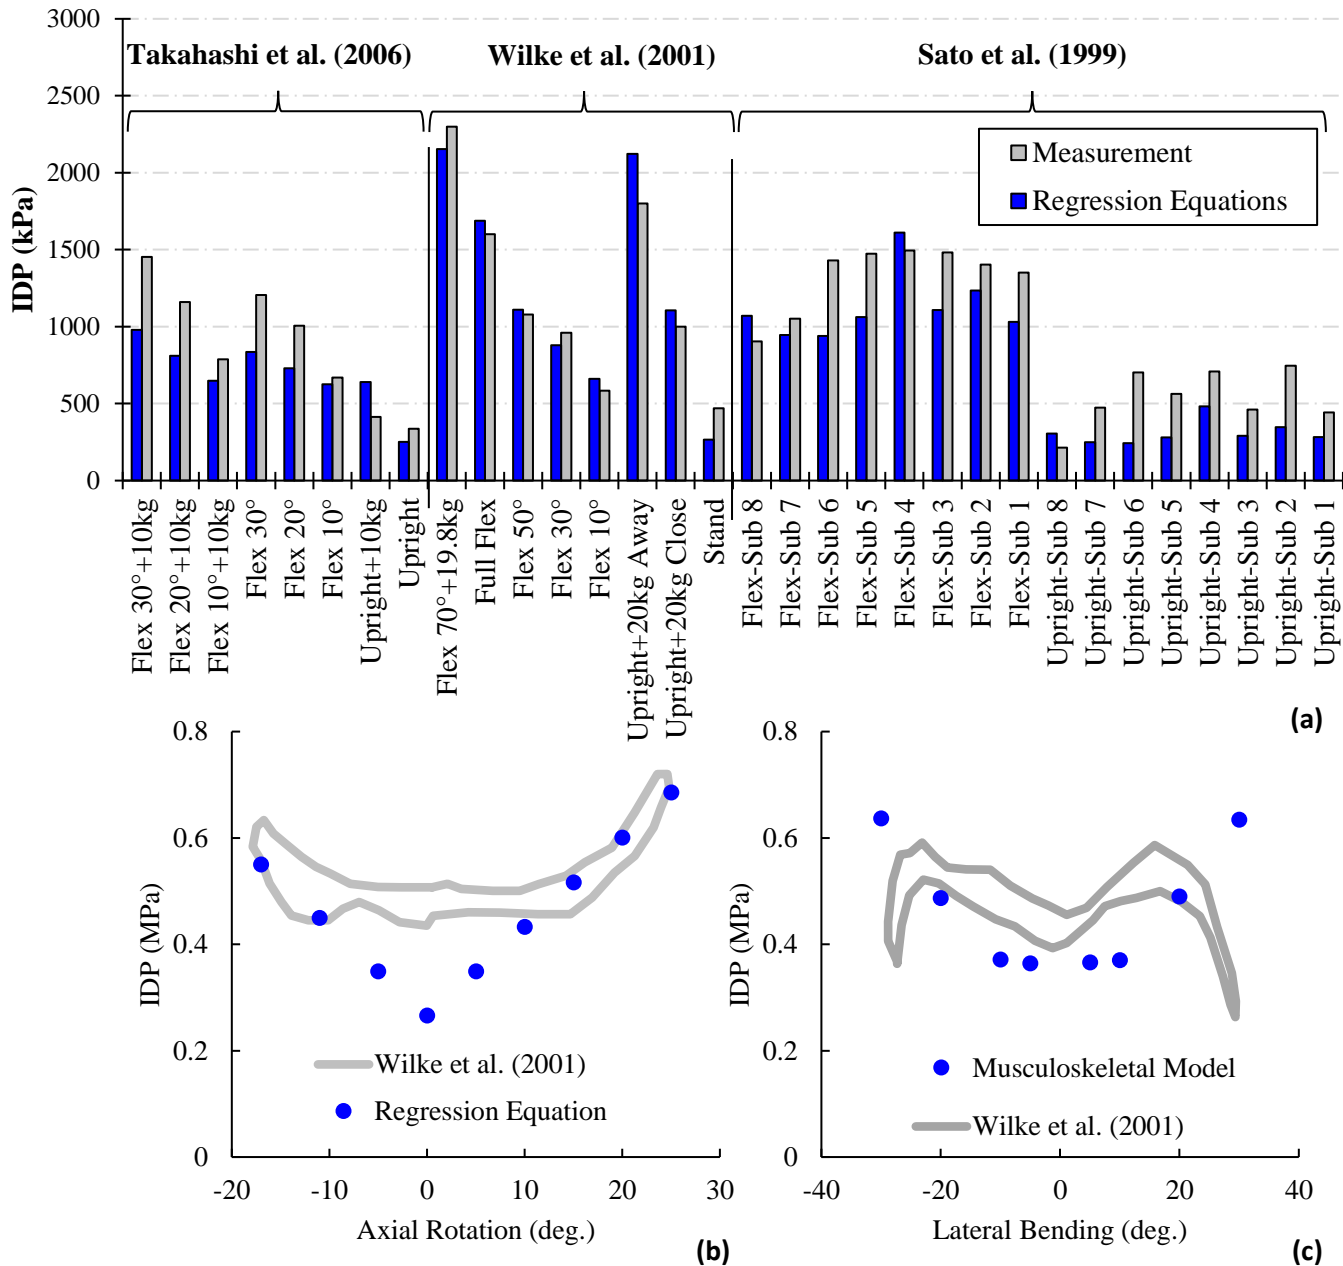 3000
2500
2000
1500
1000
500
0
IDP (kPa)
Takahashi et al. (2006)
Wilke et al. (2001)
Sato et al. (1999)
Measurement
Regression Equations
Flex 30°+10kg
Flex 20°+10kg
Flex 10°+10kg
Flex 30°
Flex 20°
Flex 10°
Upright+10kg
Upright
Flex 70°+19.8kg
Full Flex
Flex 50°
Flex 30°
Flex 10°
Upright+20kg Away
Upright+20kg Close
Stand
Flex-Sub 8
Flex-Sub 7
Flex-Sub 6
Flex-Sub 5
Flex-Sub 4
Flex-Sub 3
Flex-Sub 2
Flex-Sub 1
Upright-Sub 8
Upright-Sub 7
Upright-Sub 6
Upright-Sub 5
Upright-Sub 4
Upright-Sub 3
Upright-Sub 2
Upright-Sub 1
(a)
0.8
0.6
0.4
0.2
0
IDP (MPa)
Wilke et al. (2001)
Regression Equation
-20
-10
0
10
20
30
Axial Rotation (deg.)
(b)
0.8
0.6
0.4
0.2
0
IDP (MPa)
Musculoskeletal Model
Wilke et al. (2001)
-40
-20
0
20
40
Lateral Bending (deg.)
(c)